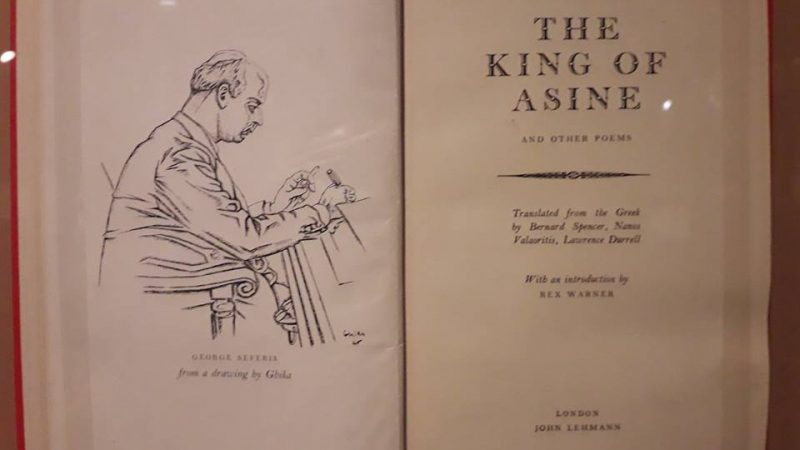 GEORGE SEFERIS
from a drawing by Ghika
THE
KING OF
ASINE
AND OTHER POEMS
Translated from the Greek
by Bernard Spencer, Nanos
Valaoritis, Lawrence Durrell
With an introduction by
REX WARNER
LONDON
JOHN LEHMANN